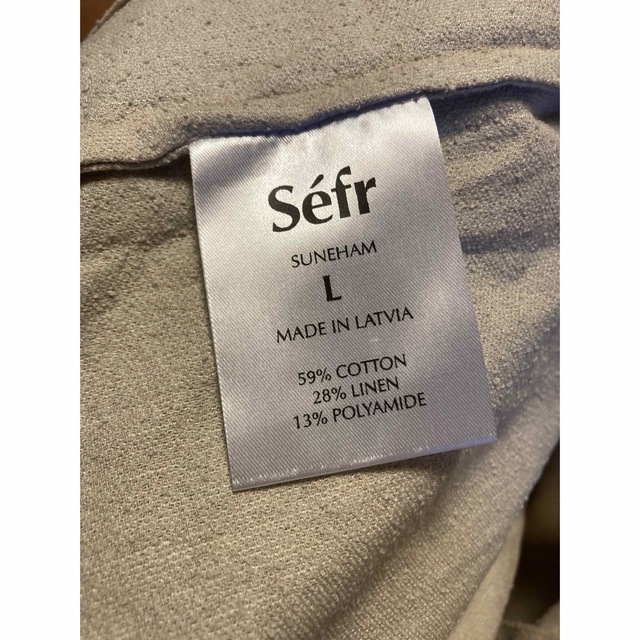 Séfr
SUNEHAM
L
MADE IN LATVIA
59% COTTON
28% LINEN
13% POLYAMIDE